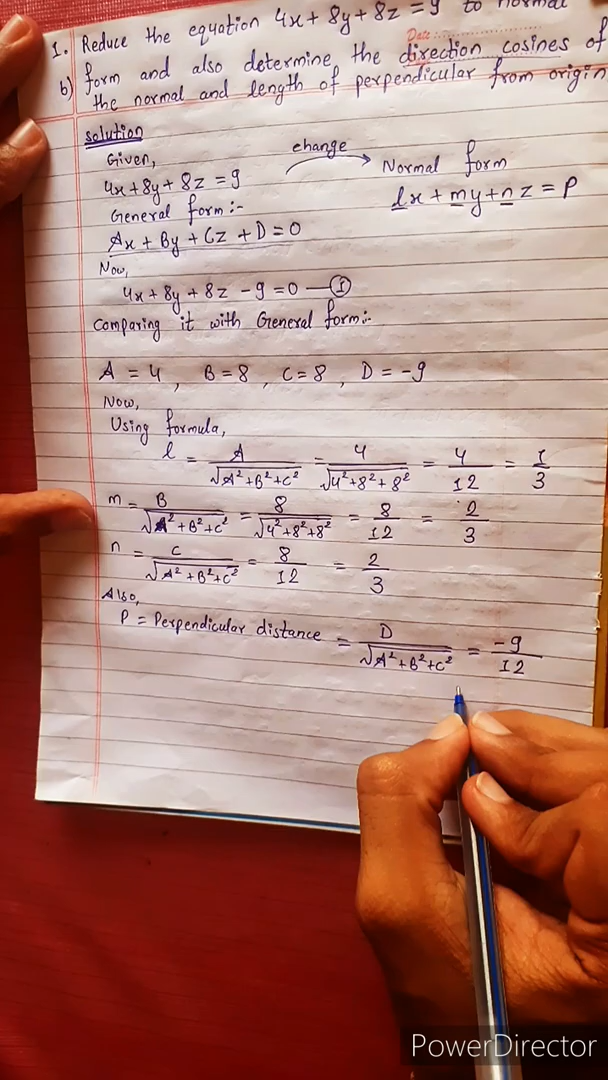 1. Reduce the equation 4x + 8y + 8z = 9 to normal
Date :
b) form and also determine the direction cosines of
the normal and length of perpendicular from origin
solution
Given,
change
4x + 8y + 8z = 9
Normal form
General form :-
lx + my + nz = P
Ax + By + Cz + D = 0
Now,
4x + 8y + 8z - 9 = 0 — (I)
Comparing it with General form:-
A = 4 , B = 8 , C = 8 , D = -9
Now,
Using formula,
l = A/√A²+B²+C² = 4/√4²+8²+8² = 4/12 = 1/3
m = B/√A²+B²+C² = 8/√4²+8²+8² = 8/12 = 2/3
n = C/√A²+B²+C² = 8/12 = 2/3
Also,
P = Perpendicular distance = D/√A²+B²+C² = -9/12
PowerDirector